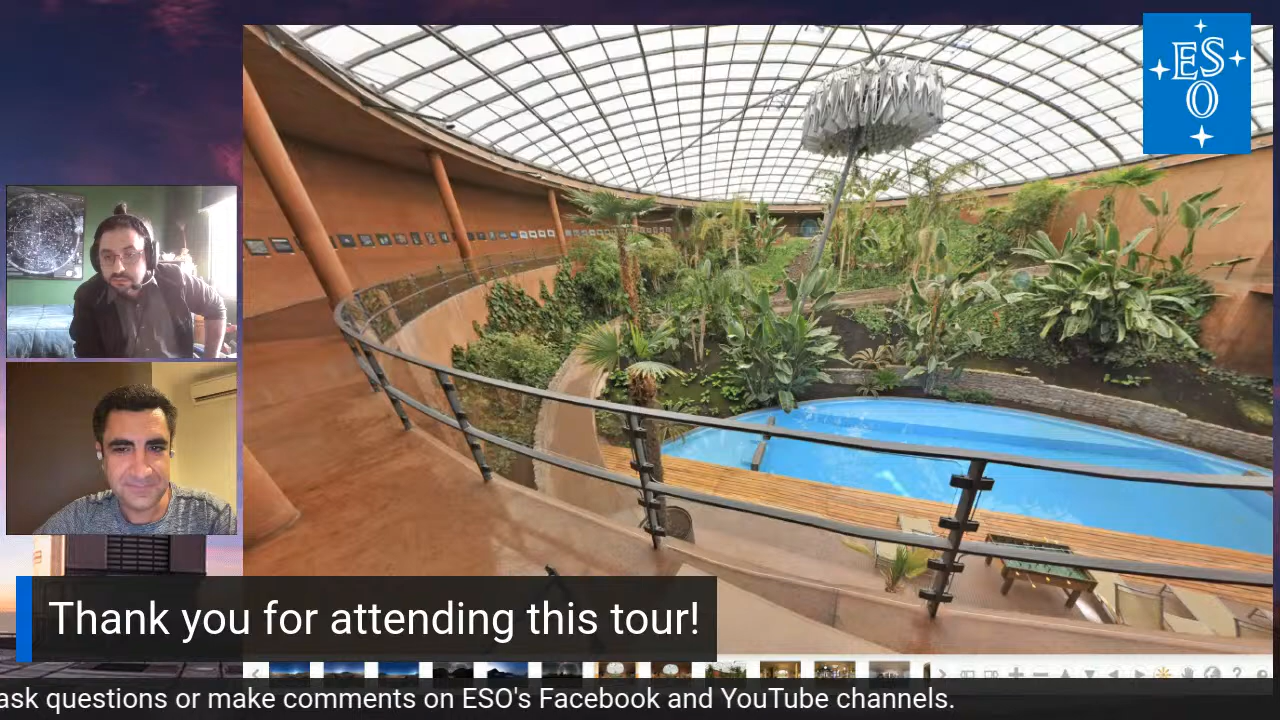 ESO
Thank you for attending this tour!
ask questions or make comments on ESO's Facebook and YouTube channels.